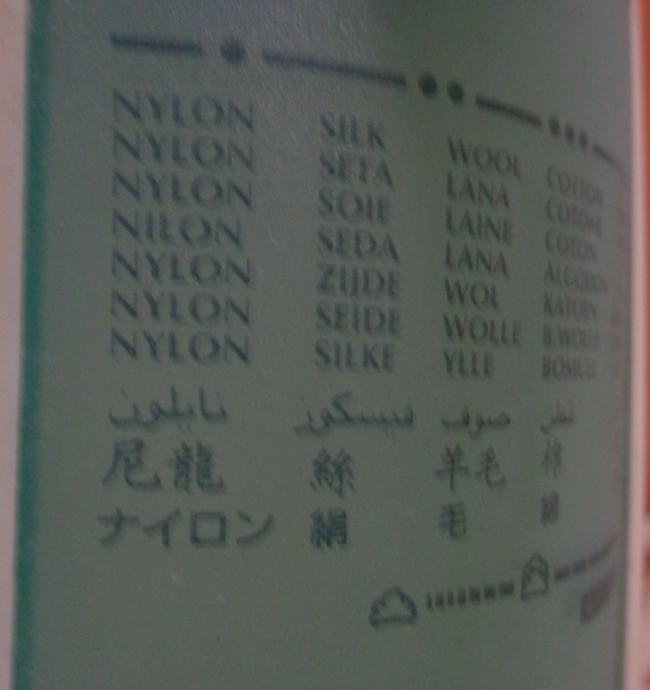 NYLON SILK WOOL COTTON
NYLON SETA LANA COTONE
NYLON SOIE LAINE COTON
NILON SEDA LANA ALGODON
NYLON ZIJDE WOL KATOEN
NYLON SEIDE WOLLE B.WOLLE
NYLON SILKE YLLE BOMULL
نايلون فيسكوز صوف قطن
尼龍 絲 羊毛 棉
ナイロン 絹 毛 綿